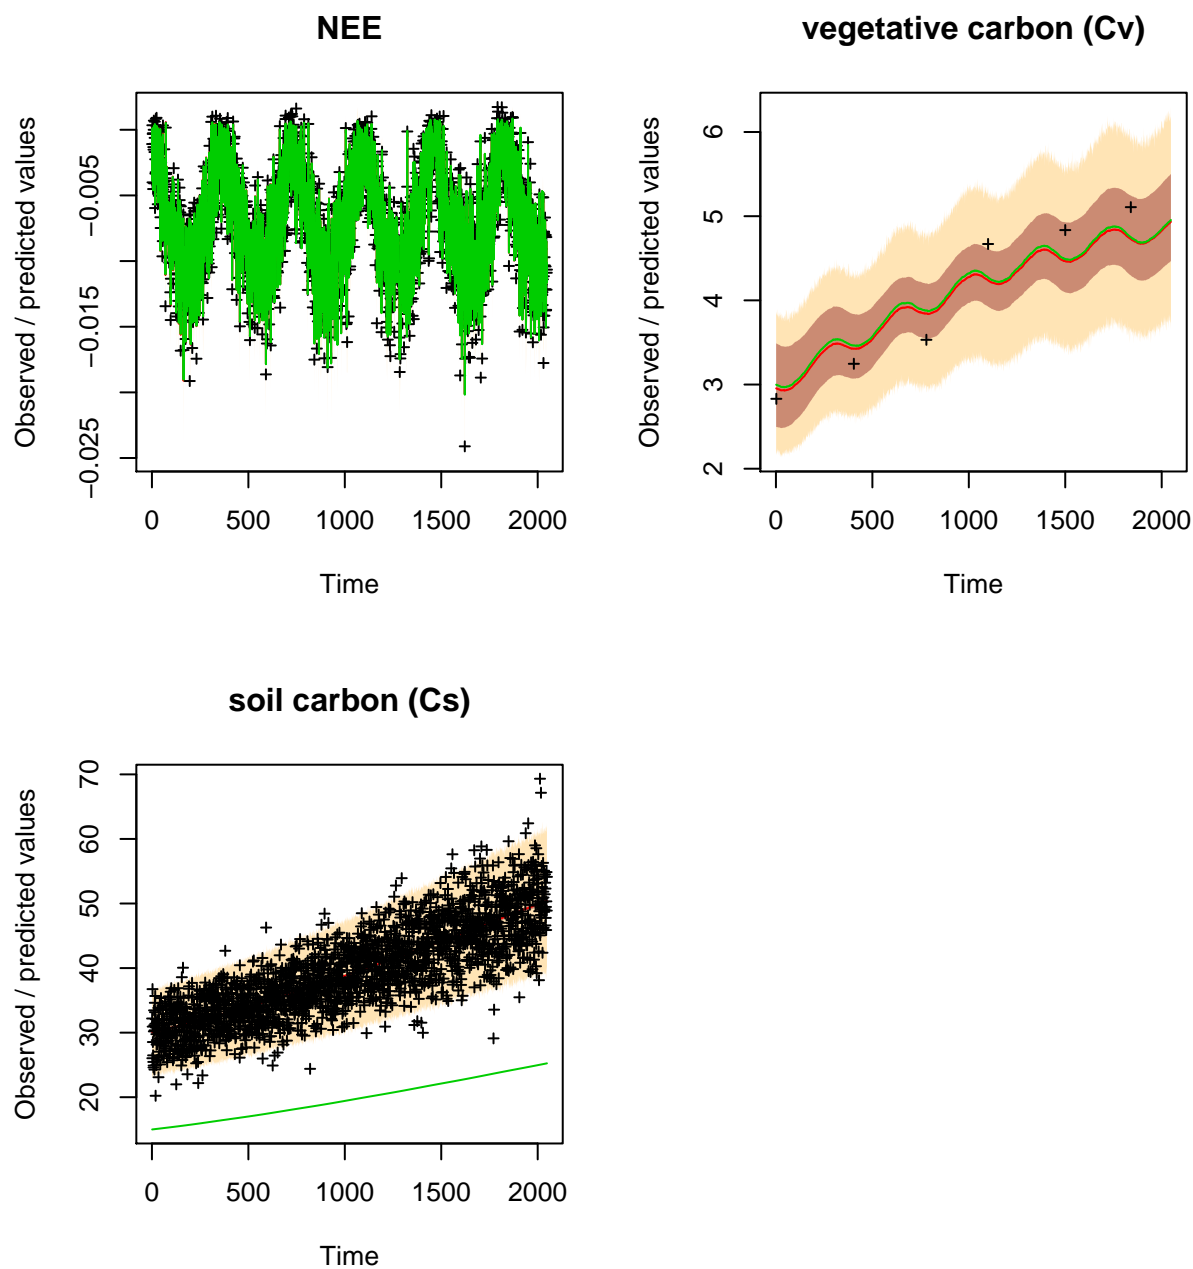 NEE
Observed / predicted values
−0.005
−0.015
−0.025
0 500 1000 1500 2000
Time
vegetative carbon (Cv)
Observed / predicted values
6
5
4
3
2
0 500 1000 1500 2000
Time
soil carbon (Cs)
Observed / predicted values
70
60
50
40
30
20
0 500 1000 1500 2000
Time